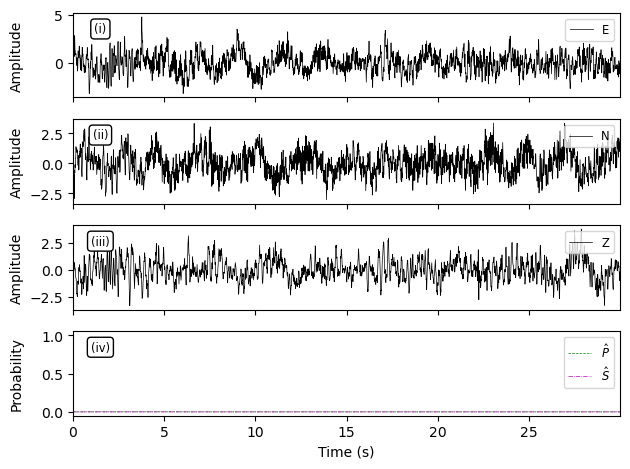 Amplitude
5
0
(i)
E
Amplitude
2.5
0.0
−2.5
(ii)
N
Amplitude
2.5
0.0
−2.5
(iii)
Z
Probability
1.0
0.5
0.0
(iv)
P̂
Ŝ
0 5 10 15 20 25
Time (s)